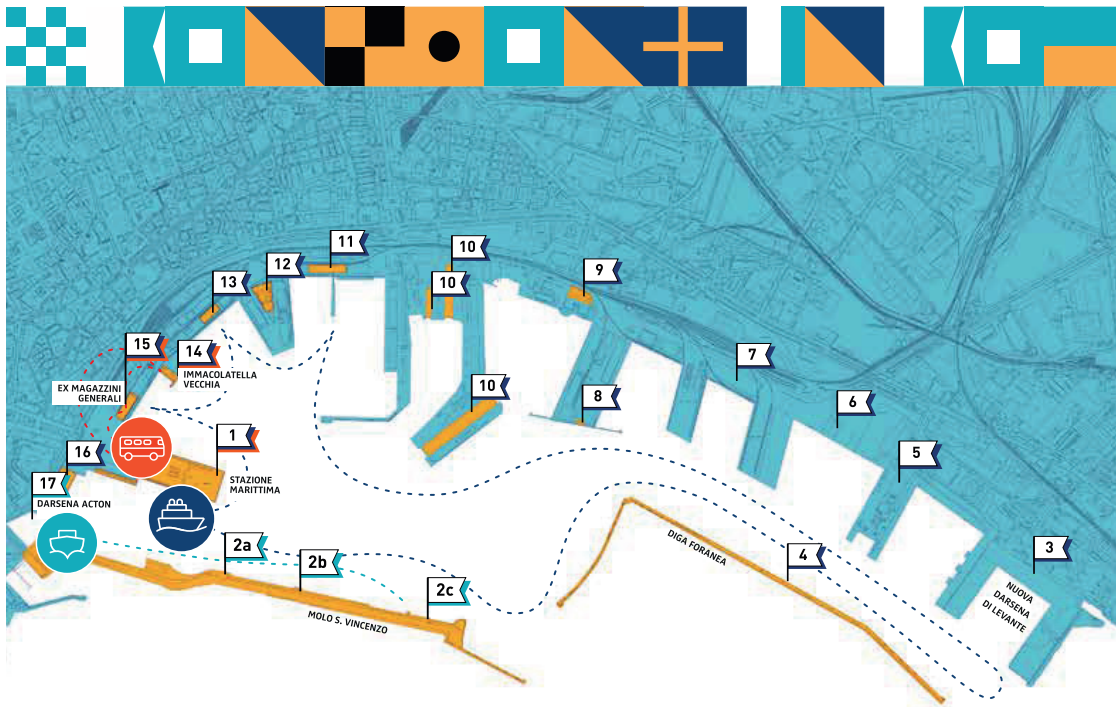 11
10
12
9
13
10
15
14
IMMACOLATELLA
VECCHIA
7
EX MAGAZZINI
GENERALI
10
8
6
1
16
5
STAZIONE
MARITTIMA
17
DARSENA ACTON
2a
2b
DIGA FORANEA
4
3
2c
NUOVA
DARSENA
DI LEVANTE
MOLO S. VINCENZO